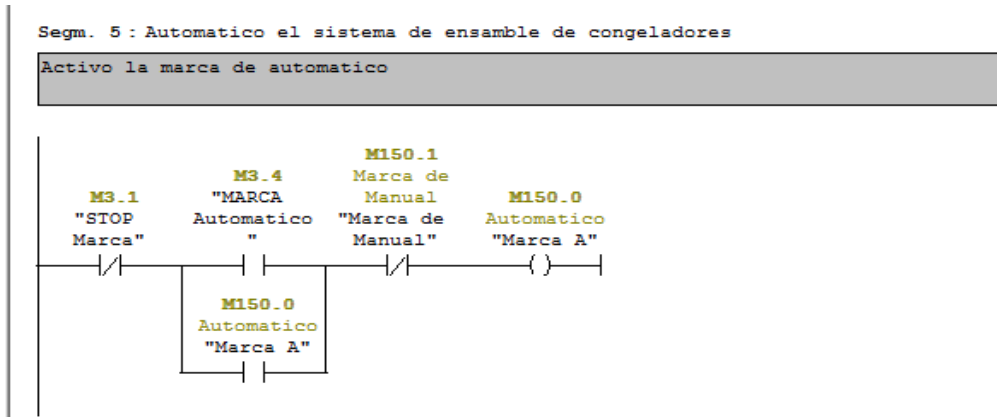 Segm. 5 : Automatico el sistema de ensamble de congeladores
Activo la marca de automatico
M3.1
"STOP
Marca"
M3.4
"MARCA
Automatico
"
M150.1
Marca de
Manual
"Marca de
Manual"
M150.0
Automatico
"Marca A"
M150.0
Automatico
"Marca A"